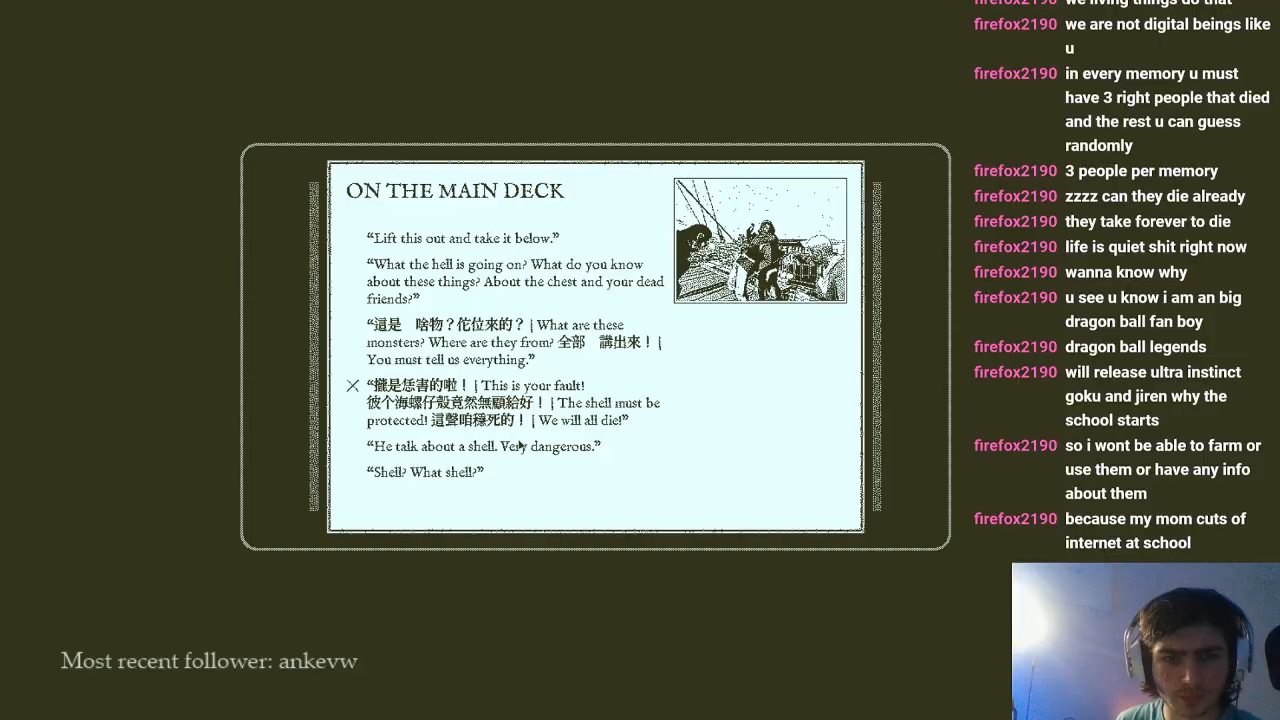 we living things do that
firefox2190 we are not digital beings like
u
firefox2190 in every memory u must
have 3 right people that died
and the rest u can guess
randomly
firefox2190 3 people per memory
firefox2190 zzzz can they die already
firefox2190 they take forever to die
firefox2190 life is quiet shit right now
firefox2190 wanna know why
firefox2190 u see u know i am an big
dragon ball fan boy
firefox2190 dragon ball legends
firefox2190 will release ultra instinct
goku and jiren why the
school starts
firefox2190 so i wont be able to farm or
use them or have any info
about them
firefox2190 because my mom cuts of
internet at school
ON THE MAIN DECK
“Lift this out and take it below.”
“What the hell is going on? What do you know
about these things? About the chest and your dead
friends?”
“這是 啥物？佗位來的？ | What are these
monsters? Where are they from? 全部 講出來！ |
You must tell us everything.”
“攏是恁害的啦！ | This is your fault!
彼个海螺仔殼竟然無顧給好！ | The shell must be
protected! 這聲咱穩死的！ | We will all die!”
“He talk about a shell. Very dangerous.”
“Shell? What shell?”
Most recent follower: ankevw